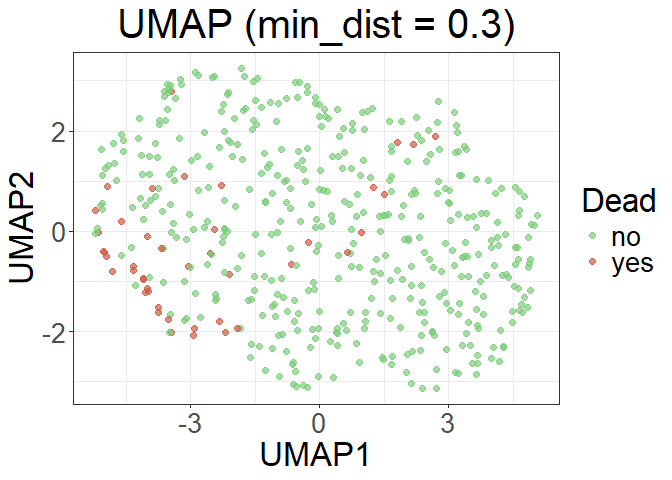 UMAP (min_dist = 0.3)
2
0
-2
UMAP2
-3 0 3
UMAP1
Dead
no
yes